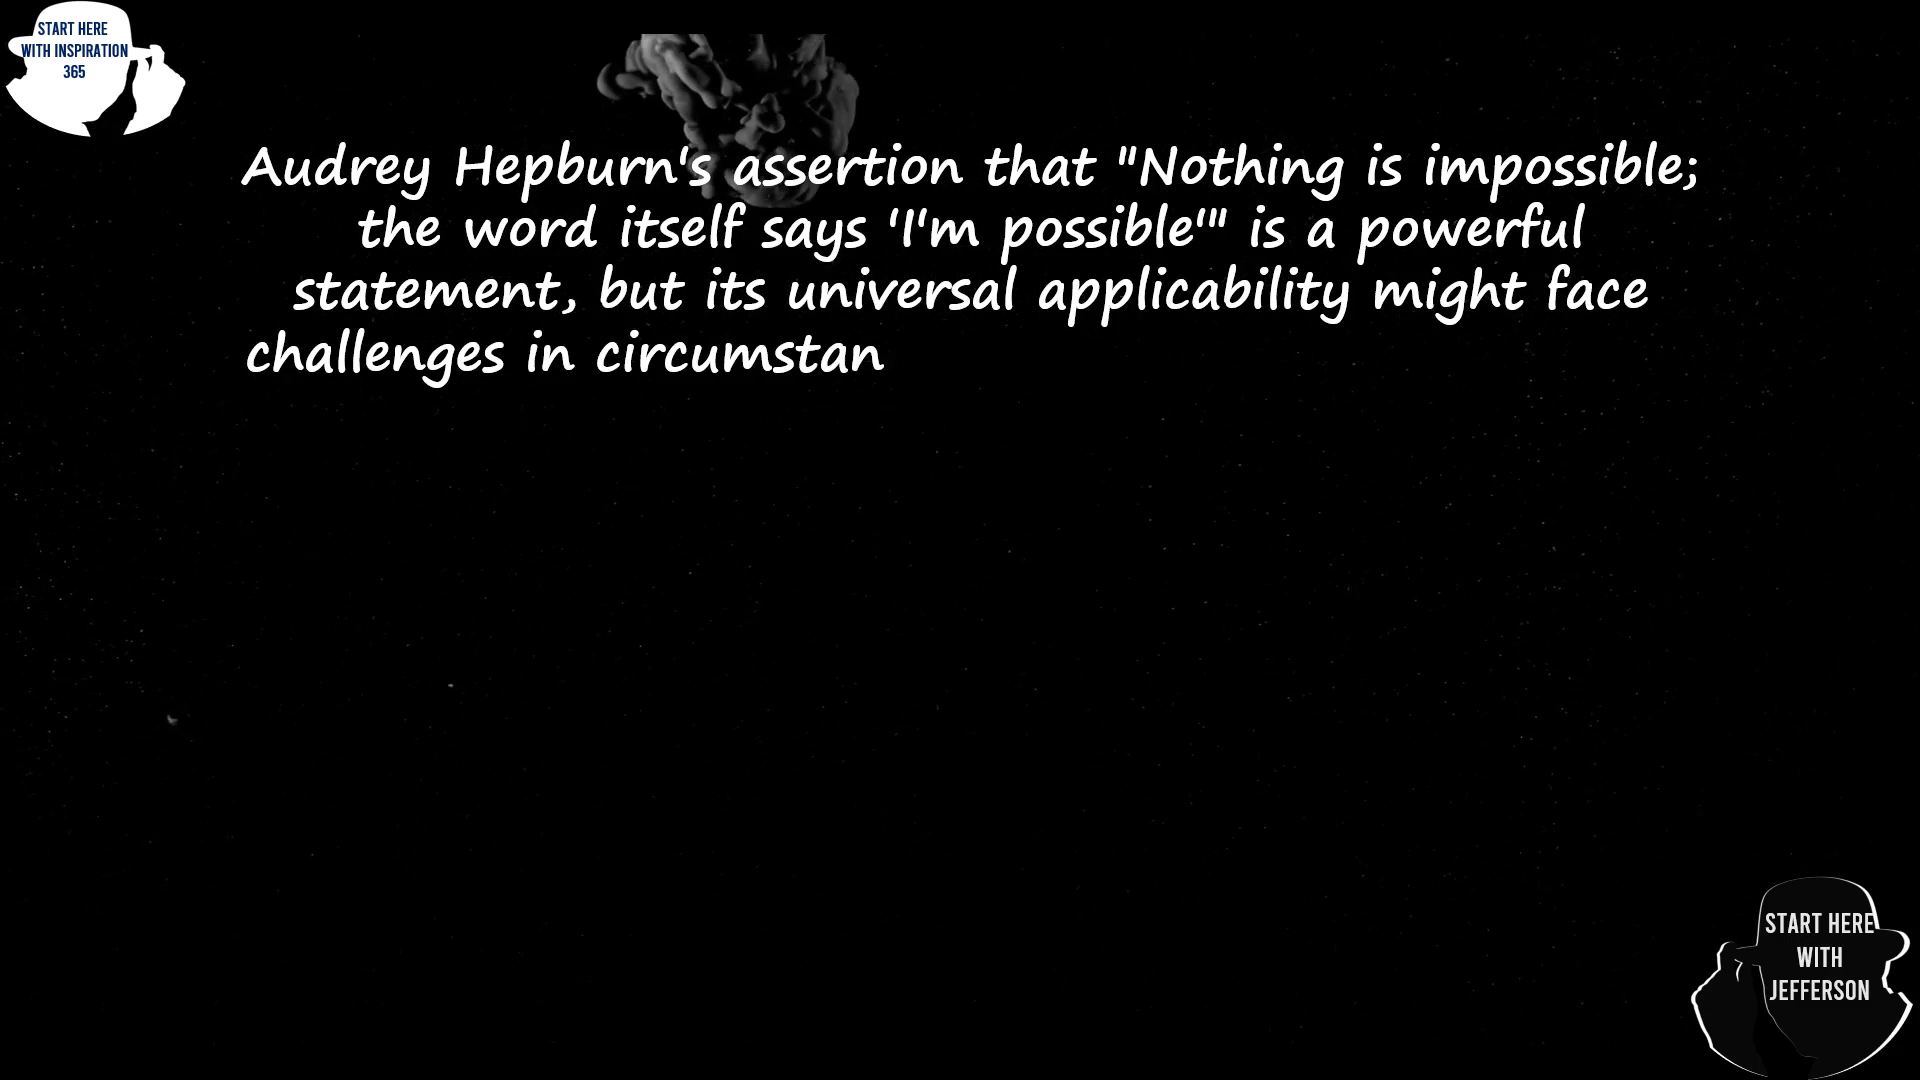 START HERE
WITH INSPIRATION
365
Audrey Hepburn's assertion that "Nothing is impossible;
the word itself says 'I'm possible'" is a powerful
statement, but its universal applicability might face
challenges in circumstan
START HERE
WITH
JEFFERSON